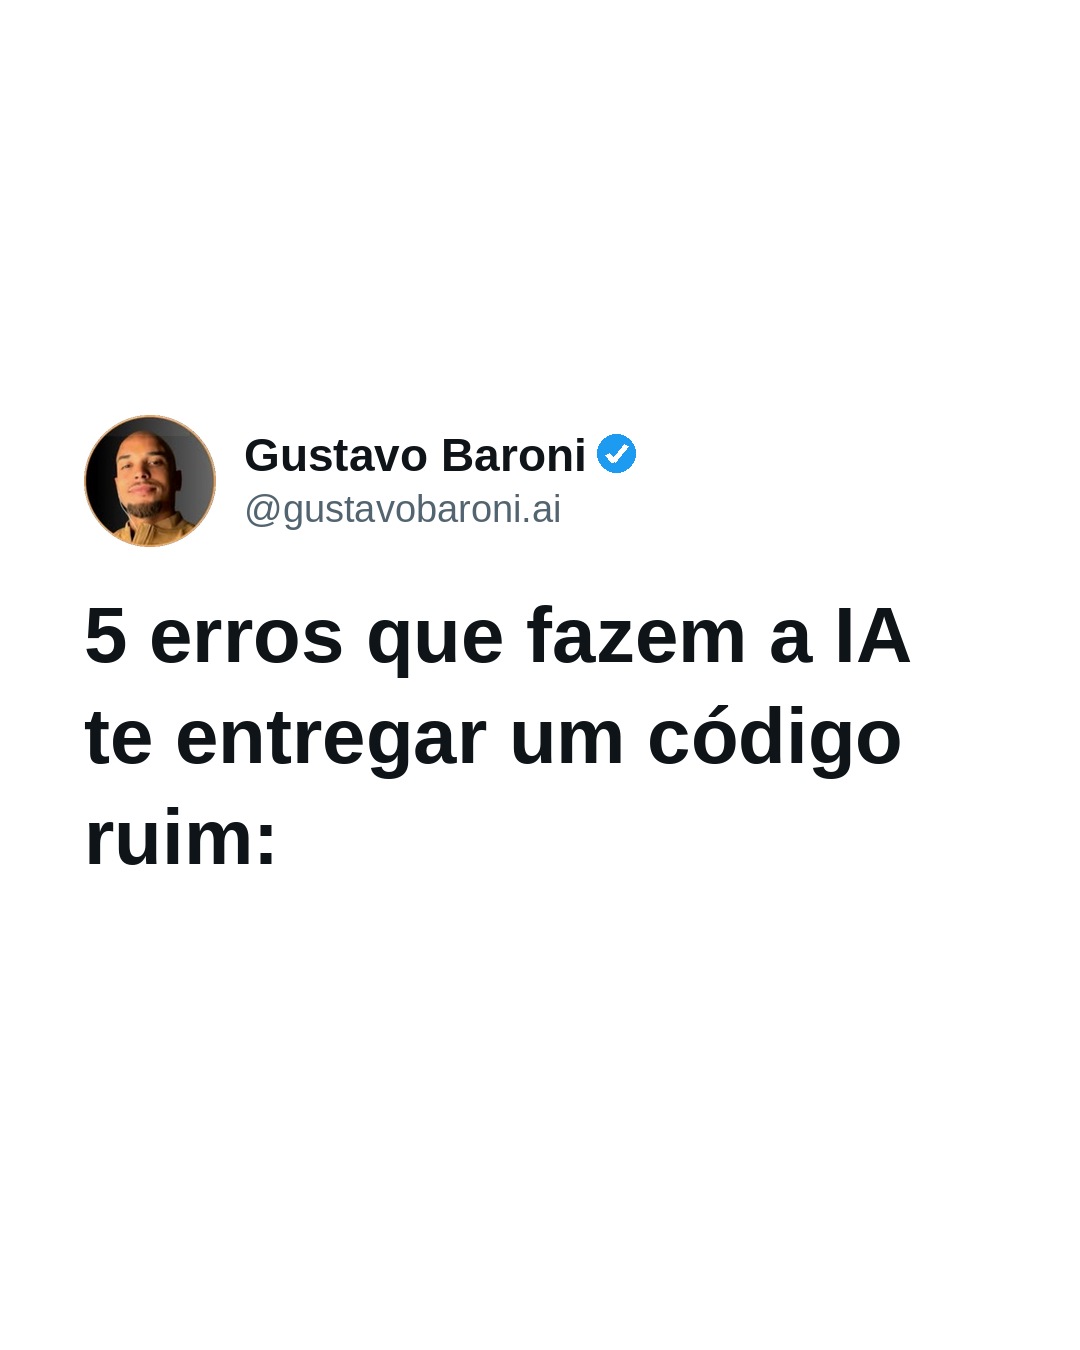 Gustavo Baroni
@gustavobaroni.ai
5 erros que fazem a IA
te entregar um código
ruim: